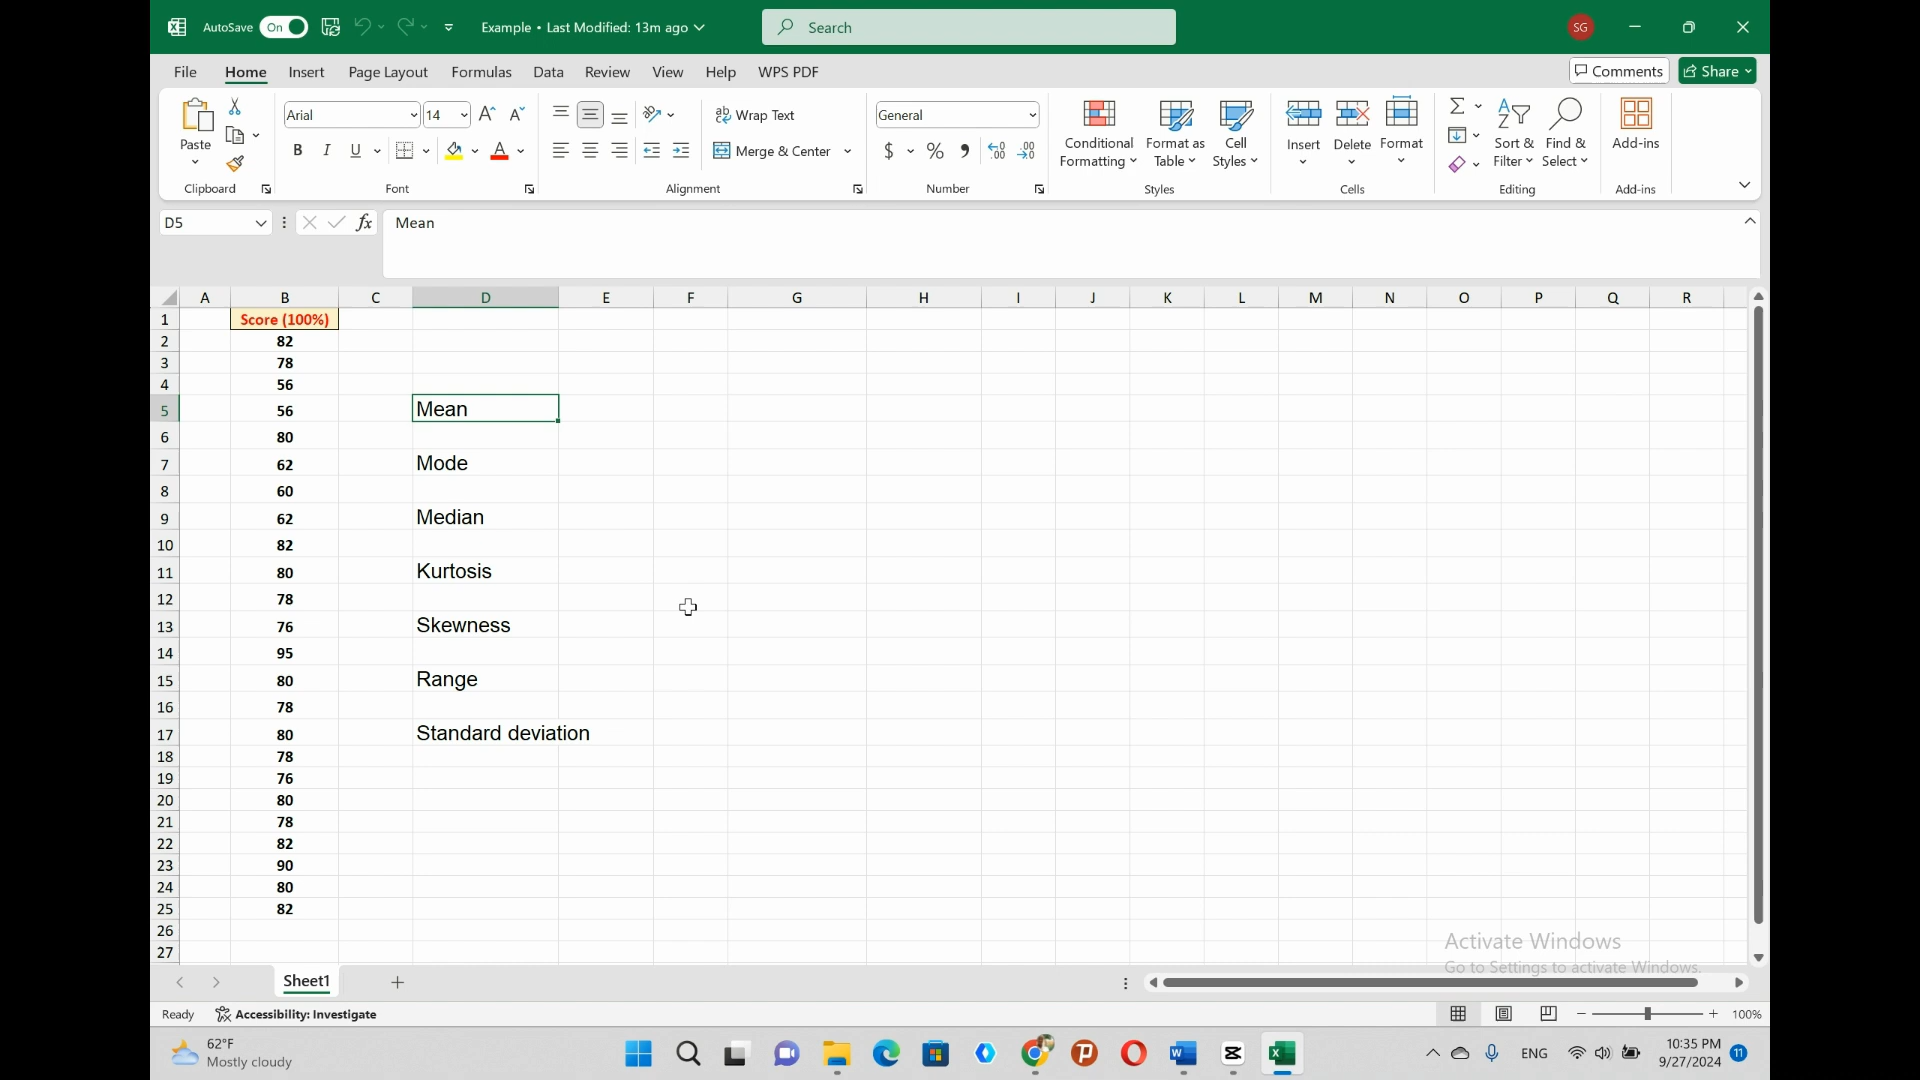 AutoSave On Example • Last Modified: 13m ago Search SG
File Home Insert Page Layout Formulas Data Review View Help WPS PDF Comments Share
Paste Arial 14 Wrap Text General Conditional Formatting Format as Table Cell Styles Insert Delete Format Sort & Filter Find & Select Add-ins
B I U Merge & Center $ % ,
Clipboard Font Alignment Number Styles Cells Editing Add-ins
D5 fx Mean
A B C D E F G H I J K L M N O P Q R
1 Score (100%)
2 82
3 78
4 56
5 56 Mean
6 80
7 62 Mode
8 60
9 62 Median
10 82
11 80 Kurtosis
12 78
13 76 Skewness
14 95
15 80 Range
16 78
17 80 Standard deviation
18 78
19 76
20 80
21 78
22 82
23 90
24 80
25 82
26
27
Activate Windows
Go to Settings to activate Windows.
Sheet1
Ready Accessibility: Investigate 100%
62°F ENG 10:35 PM
Mostly cloudy 9/27/2024 11